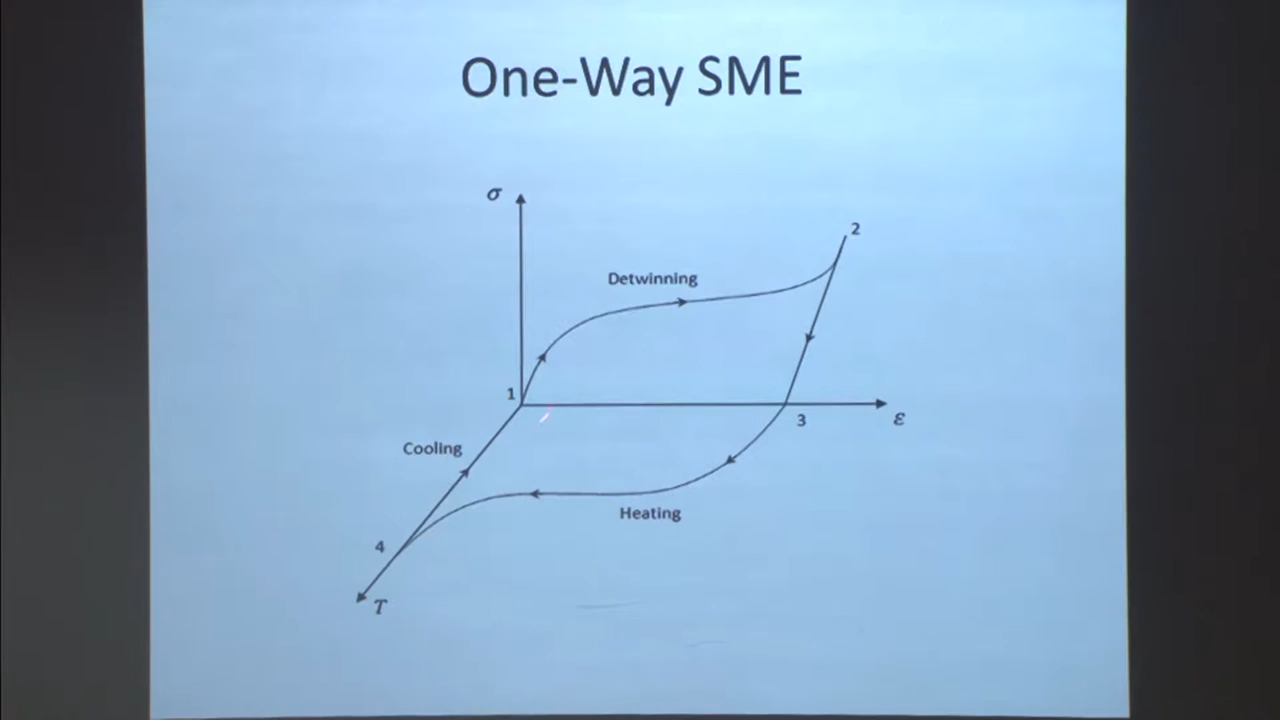 One-Way SME
σ
2
Detwinning
1
3
ε
Cooling
Heating
4
T